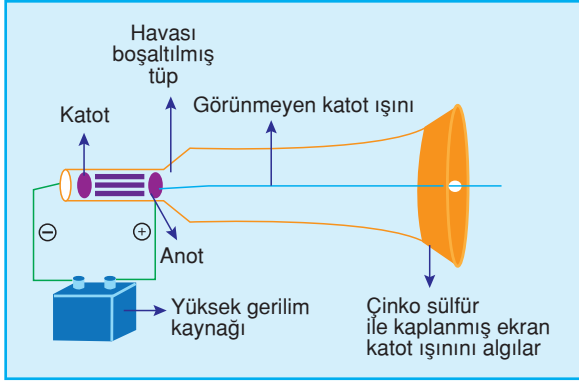 Havası
boşaltılmış
tüp
Katot
Görünmeyen katot ışını
−
+
Anot
Yüksek gerilim
kaynağı
Çinko sülfür
ile kaplanmış ekran
katot ışınını algılar